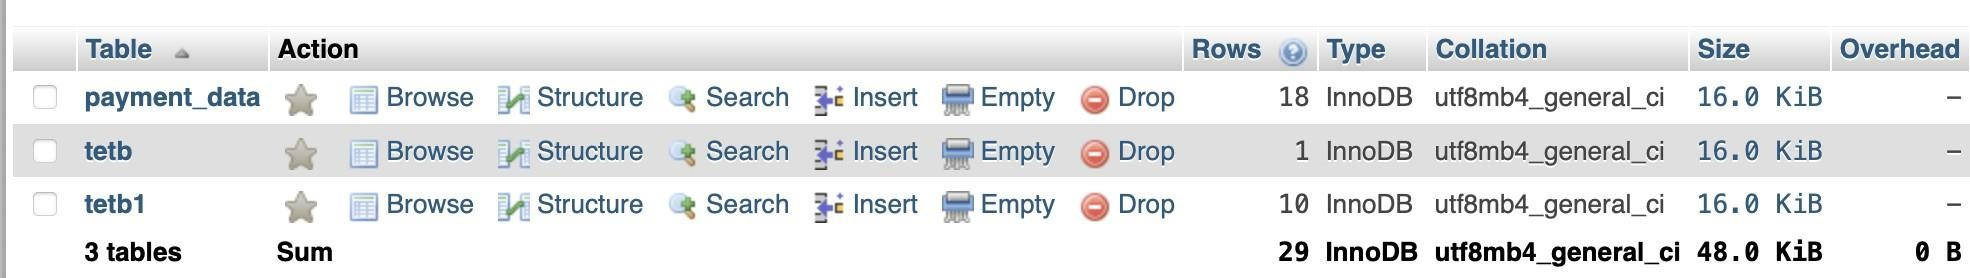 Table Action Rows Type Collation Size Overhead
payment_data Browse Structure Search Insert Empty Drop 18 InnoDB utf8mb4_general_ci 16.0 KiB –
tetb Browse Structure Search Insert Empty Drop 1 InnoDB utf8mb4_general_ci 16.0 KiB –
tetb1 Browse Structure Search Insert Empty Drop 10 InnoDB utf8mb4_general_ci 16.0 KiB –
3 tables Sum 29 InnoDB utf8mb4_general_ci 48.0 KiB 0 B